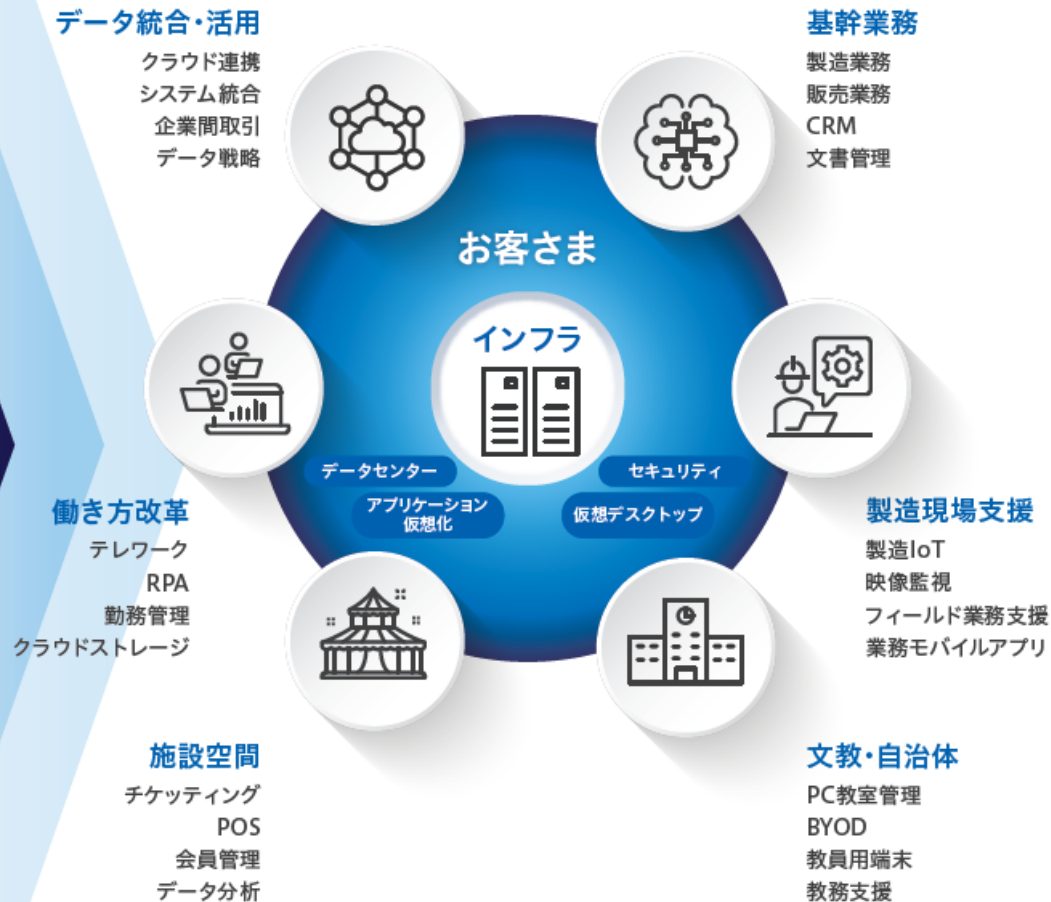 データ統合・活用
クラウド連携
システム統合
企業間取引
データ戦略
基幹業務
製造業務
販売業務
CRM
文書管理
お客さま
インフラ
データセンター
セキュリティ
アプリケーション
仮想化
仮想デスクトップ
働き方改革
テレワーク
RPA
勤務管理
クラウドストレージ
製造現場支援
製造IoT
映像監視
フィールド業務支援
業務モバイルアプリ
施設空間
チケッティング
POS
会員管理
データ分析
文教・自治体
PC教室管理
BYOD
教員用端末
教務支援